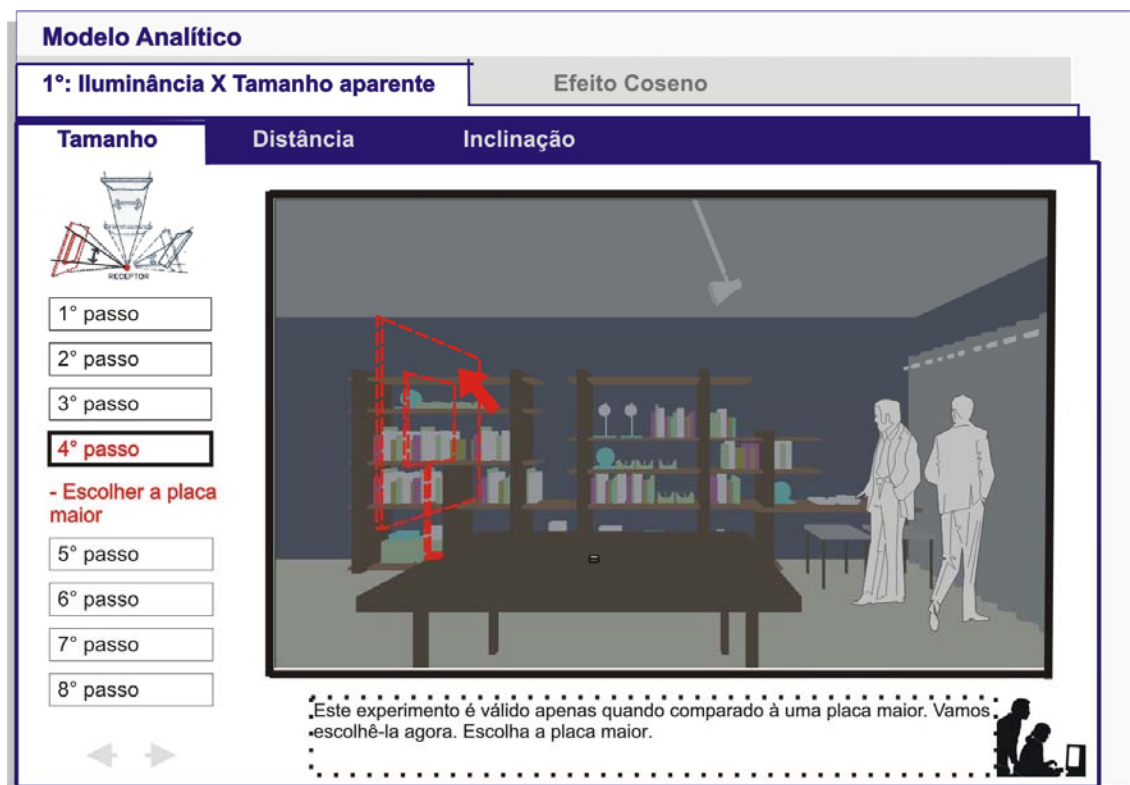 Modelo Analítico
1°: Iluminância X Tamanho aparente
Efeito Coseno
Tamanho
Distância
Inclinação
RECEPTOR
1° passo
2° passo
3° passo
4° passo
- Escolher a placa
maior
5° passo
6° passo
7° passo
8° passo
Este experimento é válido apenas quando comparado à uma placa maior. Vamos
escolhê-la agora. Escolha a placa maior.